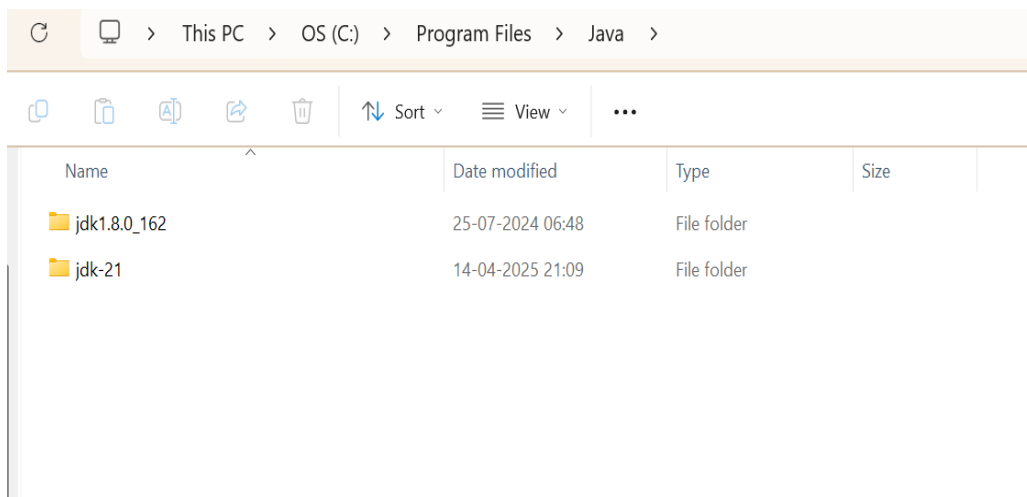 This PC > OS (C:) > Program Files > Java >
Sort View
Name Date modified Type Size
jdk1.8.0_162 25-07-2024 06:48 File folder
jdk-21 14-04-2025 21:09 File folder